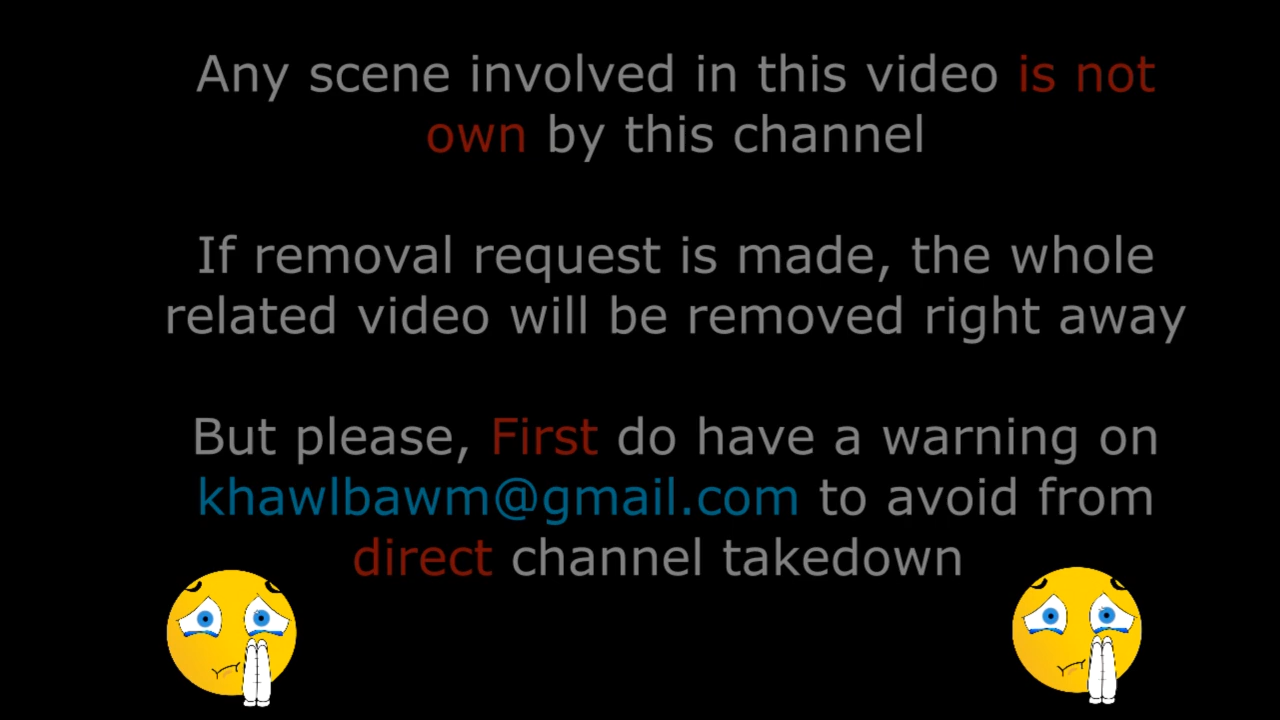 Any scene involved in this video is not
own by this channel
If removal request is made, the whole
related video will be removed right away
But please, First do have a warning on
khawlbawm@gmail.com to avoid from
direct channel takedown